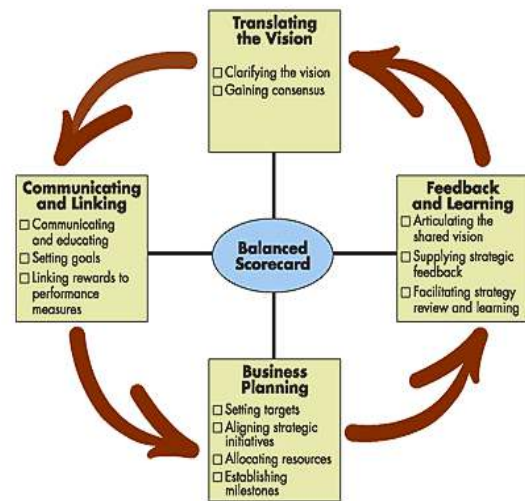 Translating
the Vision
☐ Clarifying the vision
☐ Gaining consensus
Communicating
and Linking
☐ Communicating
and educating
☐ Setting goals
☐ Linking rewards to
performance
measures
Balanced
Scorecard
Feedback
and Learning
☐ Articulating the
shared vision
☐ Supplying strategic
feedback
☐ Facilitating strategy
review and learning
Business
Planning
☐ Setting targets
☐ Aligning strategic
initiatives
☐ Allocating resources
☐ Establishing
milestones